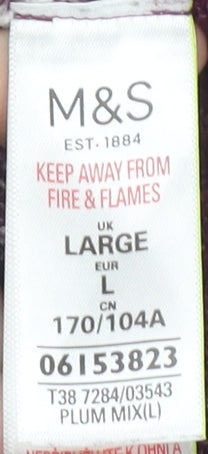 M&S
EST. 1884
KEEP AWAY FROM
FIRE & FLAMES
UK
LARGE
EUR
L
CN
170/104A
06153823
T38 7284/03543
PLUM MIX(L)